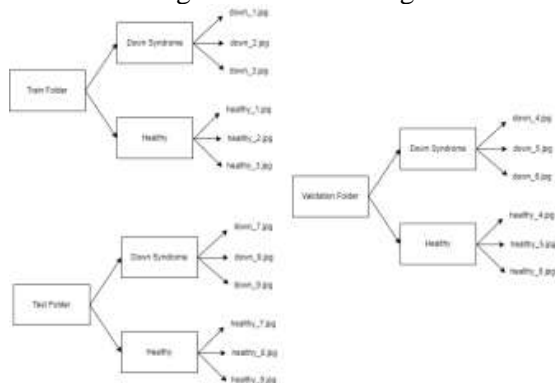 Train Folder
Down Syndrome
down_1.jpg
down_2.jpg
down_3.jpg
Healthy
healthy_1.jpg
healthy_2.jpg
healthy_3.jpg
Validation Folder
Down Syndrome
down_4.jpg
down_5.jpg
down_6.jpg
Healthy
healthy_4.jpg
healthy_5.jpg
healthy_6.jpg
Test Folder
Down Syndrome
down_7.jpg
down_8.jpg
down_9.jpg
Healthy
healthy_7.jpg
healthy_8.jpg
healthy_9.jpg